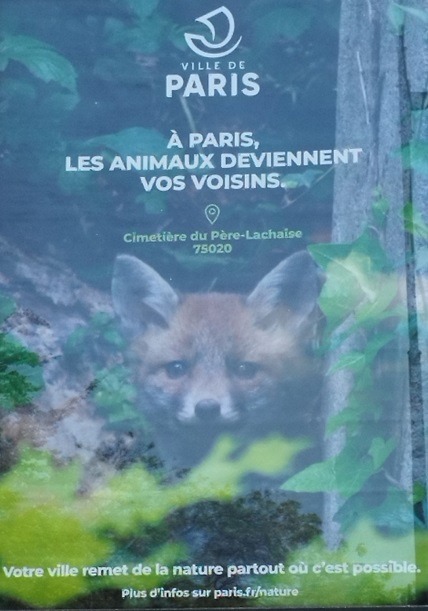 VILLE DE
PARIS
À PARIS,
LES ANIMAUX DEVIENNENT
VOS VOISINS.
Cimetière du Père-Lachaise
75020
Votre ville remet de la nature partout où c'est possible.
Plus d'infos sur paris.fr/nature